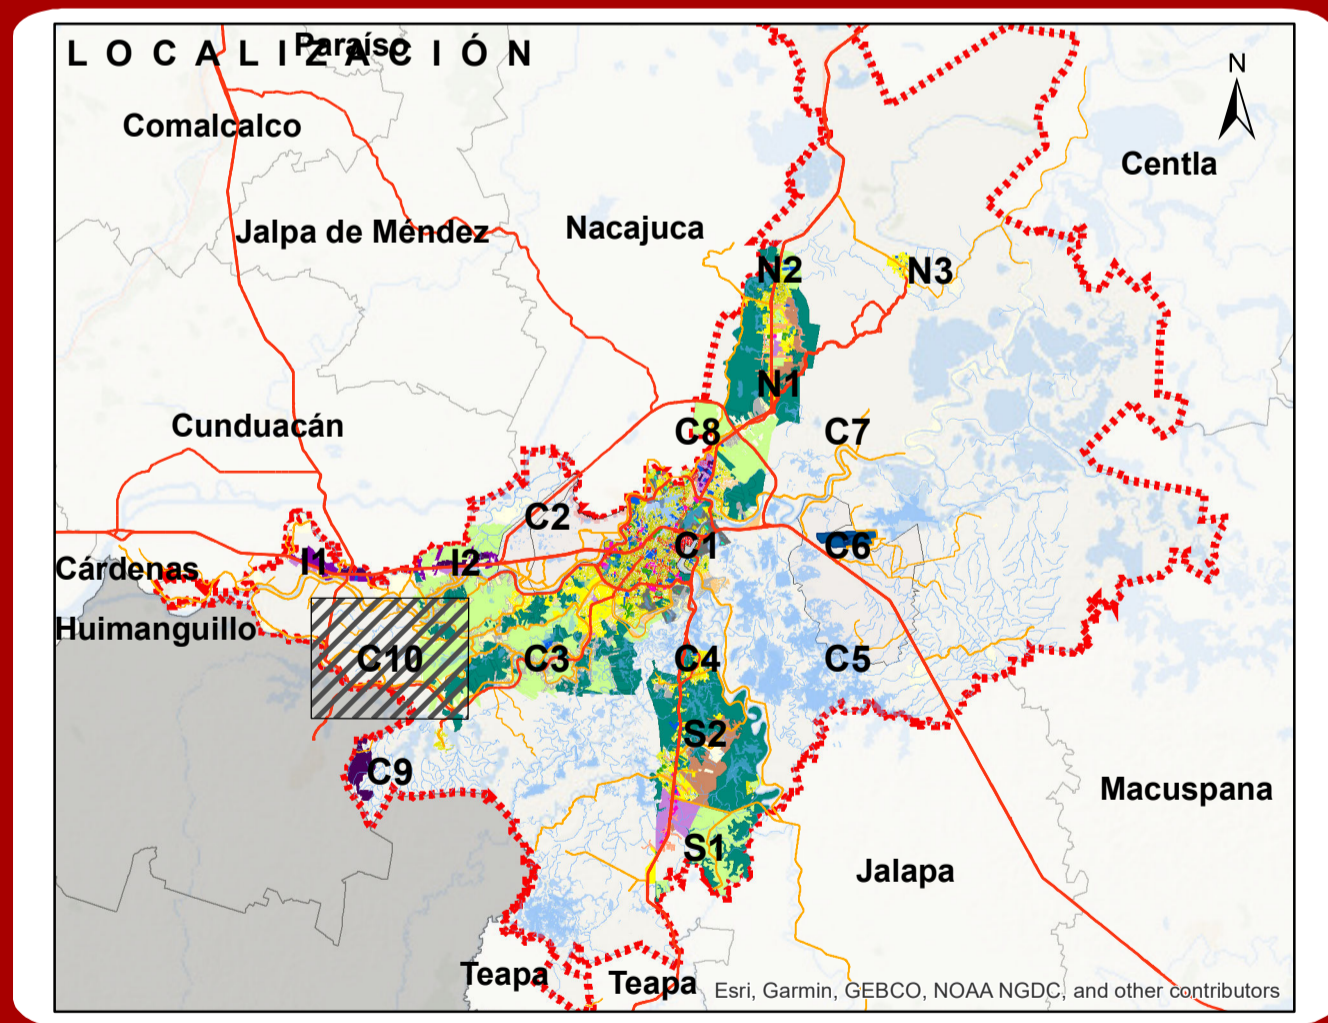 LOCALIZACIÓN
Paraíso
N
Comalcalco
Centla
Jalpa de Méndez
Nacajuca
N2
N3
N1
Cunduacán
C8
C7
C2
C1
C6
I1
I2
Cárdenas
Huimanguillo
C10
C3
C4
C5
S2
C9
Macuspana
S1
Jalapa
Teapa
Teapa
Esri, Garmin, GEBCO, NOAA NGDC, and other contributors